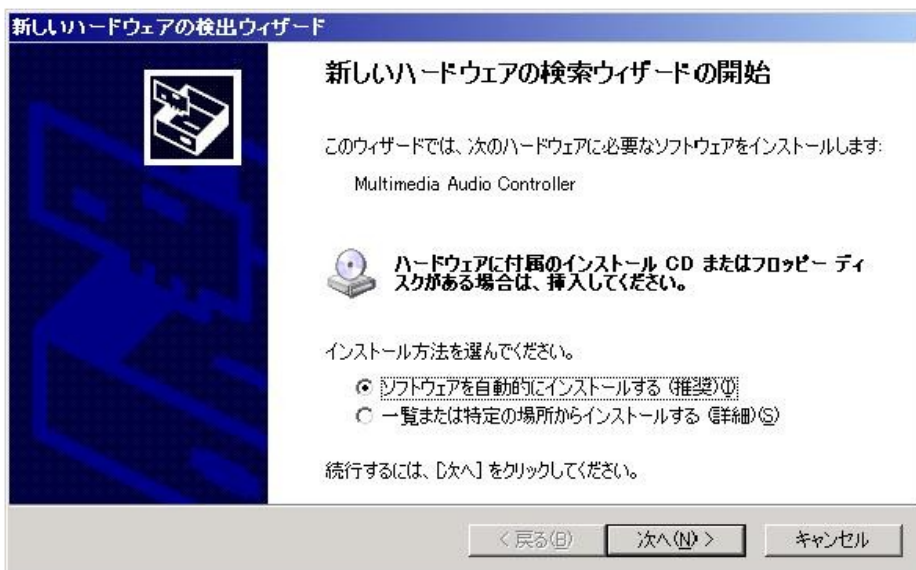 新しいハードウェアの検出ウィザード
新しいハードウェアの検索ウィザードの開始
このウィザードでは、次のハードウェアに必要なソフトウェアをインストールします:
Multimedia Audio Controller
ハードウェアに付属のインストール CD またはフロッピー ディ
スクがある場合は、挿入してください。
インストール方法を選んでください。
ソフトウェアを自動的にインストールする (推奨)(I)
一覧または特定の場所からインストールする (詳細)(S)
続行するには、[次へ] をクリックしてください。
< 戻る(B)
次へ(N) >
キャンセル